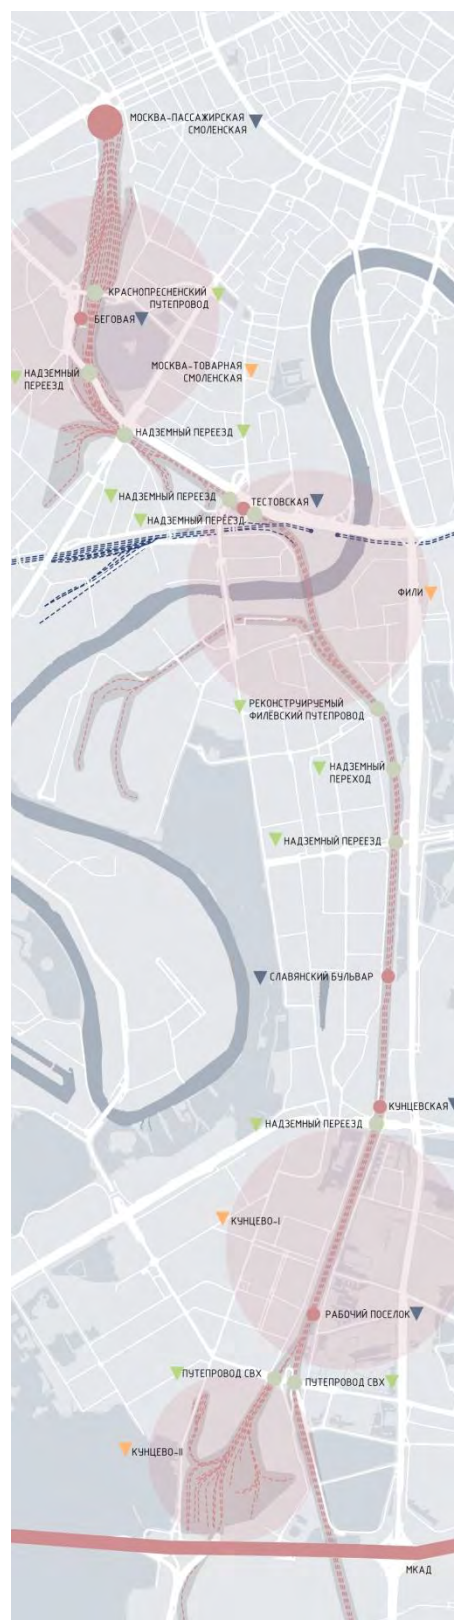 МОСКВА-ПАССАЖИРСКАЯ
СМОЛЕНСКАЯ
КРАСНОПРЕСНЕНСКИЙ
ПУТЕПРОВОД
БЕГОВАЯ
МОСКВА-ТОВАРНАЯ
СМОЛЕНСКАЯ
НАДЗЕМНЫЙ
ПЕРЕЕЗД
НАДЗЕМНЫЙ ПЕРЕЕЗД
НАДЗЕМНЫЙ ПЕРЕЕЗД
ТЕСТОВСКАЯ
НАДЗЕМНЫЙ ПЕРЕЕЗД
ФИЛИ
РЕКОНСТРУИРУЕМЫЙ
ФИЛЁВСКИЙ ПУТЕПРОВОД
НАДЗЕМНЫЙ
ПЕРЕХОД
НАДЗЕМНЫЙ ПЕРЕЕЗД
СЛАВЯНСКИЙ БУЛЬВАР
КУНЦЕВСКАЯ
НАДЗЕМНЫЙ ПЕРЕЕЗД
КУНЦЕВО-I
РАБОЧИЙ ПОСЕЛОК
ПУТЕПРОВОД СВХ
ПУТЕПРОВОД СВХ
КУНЦЕВО-II
МКАД